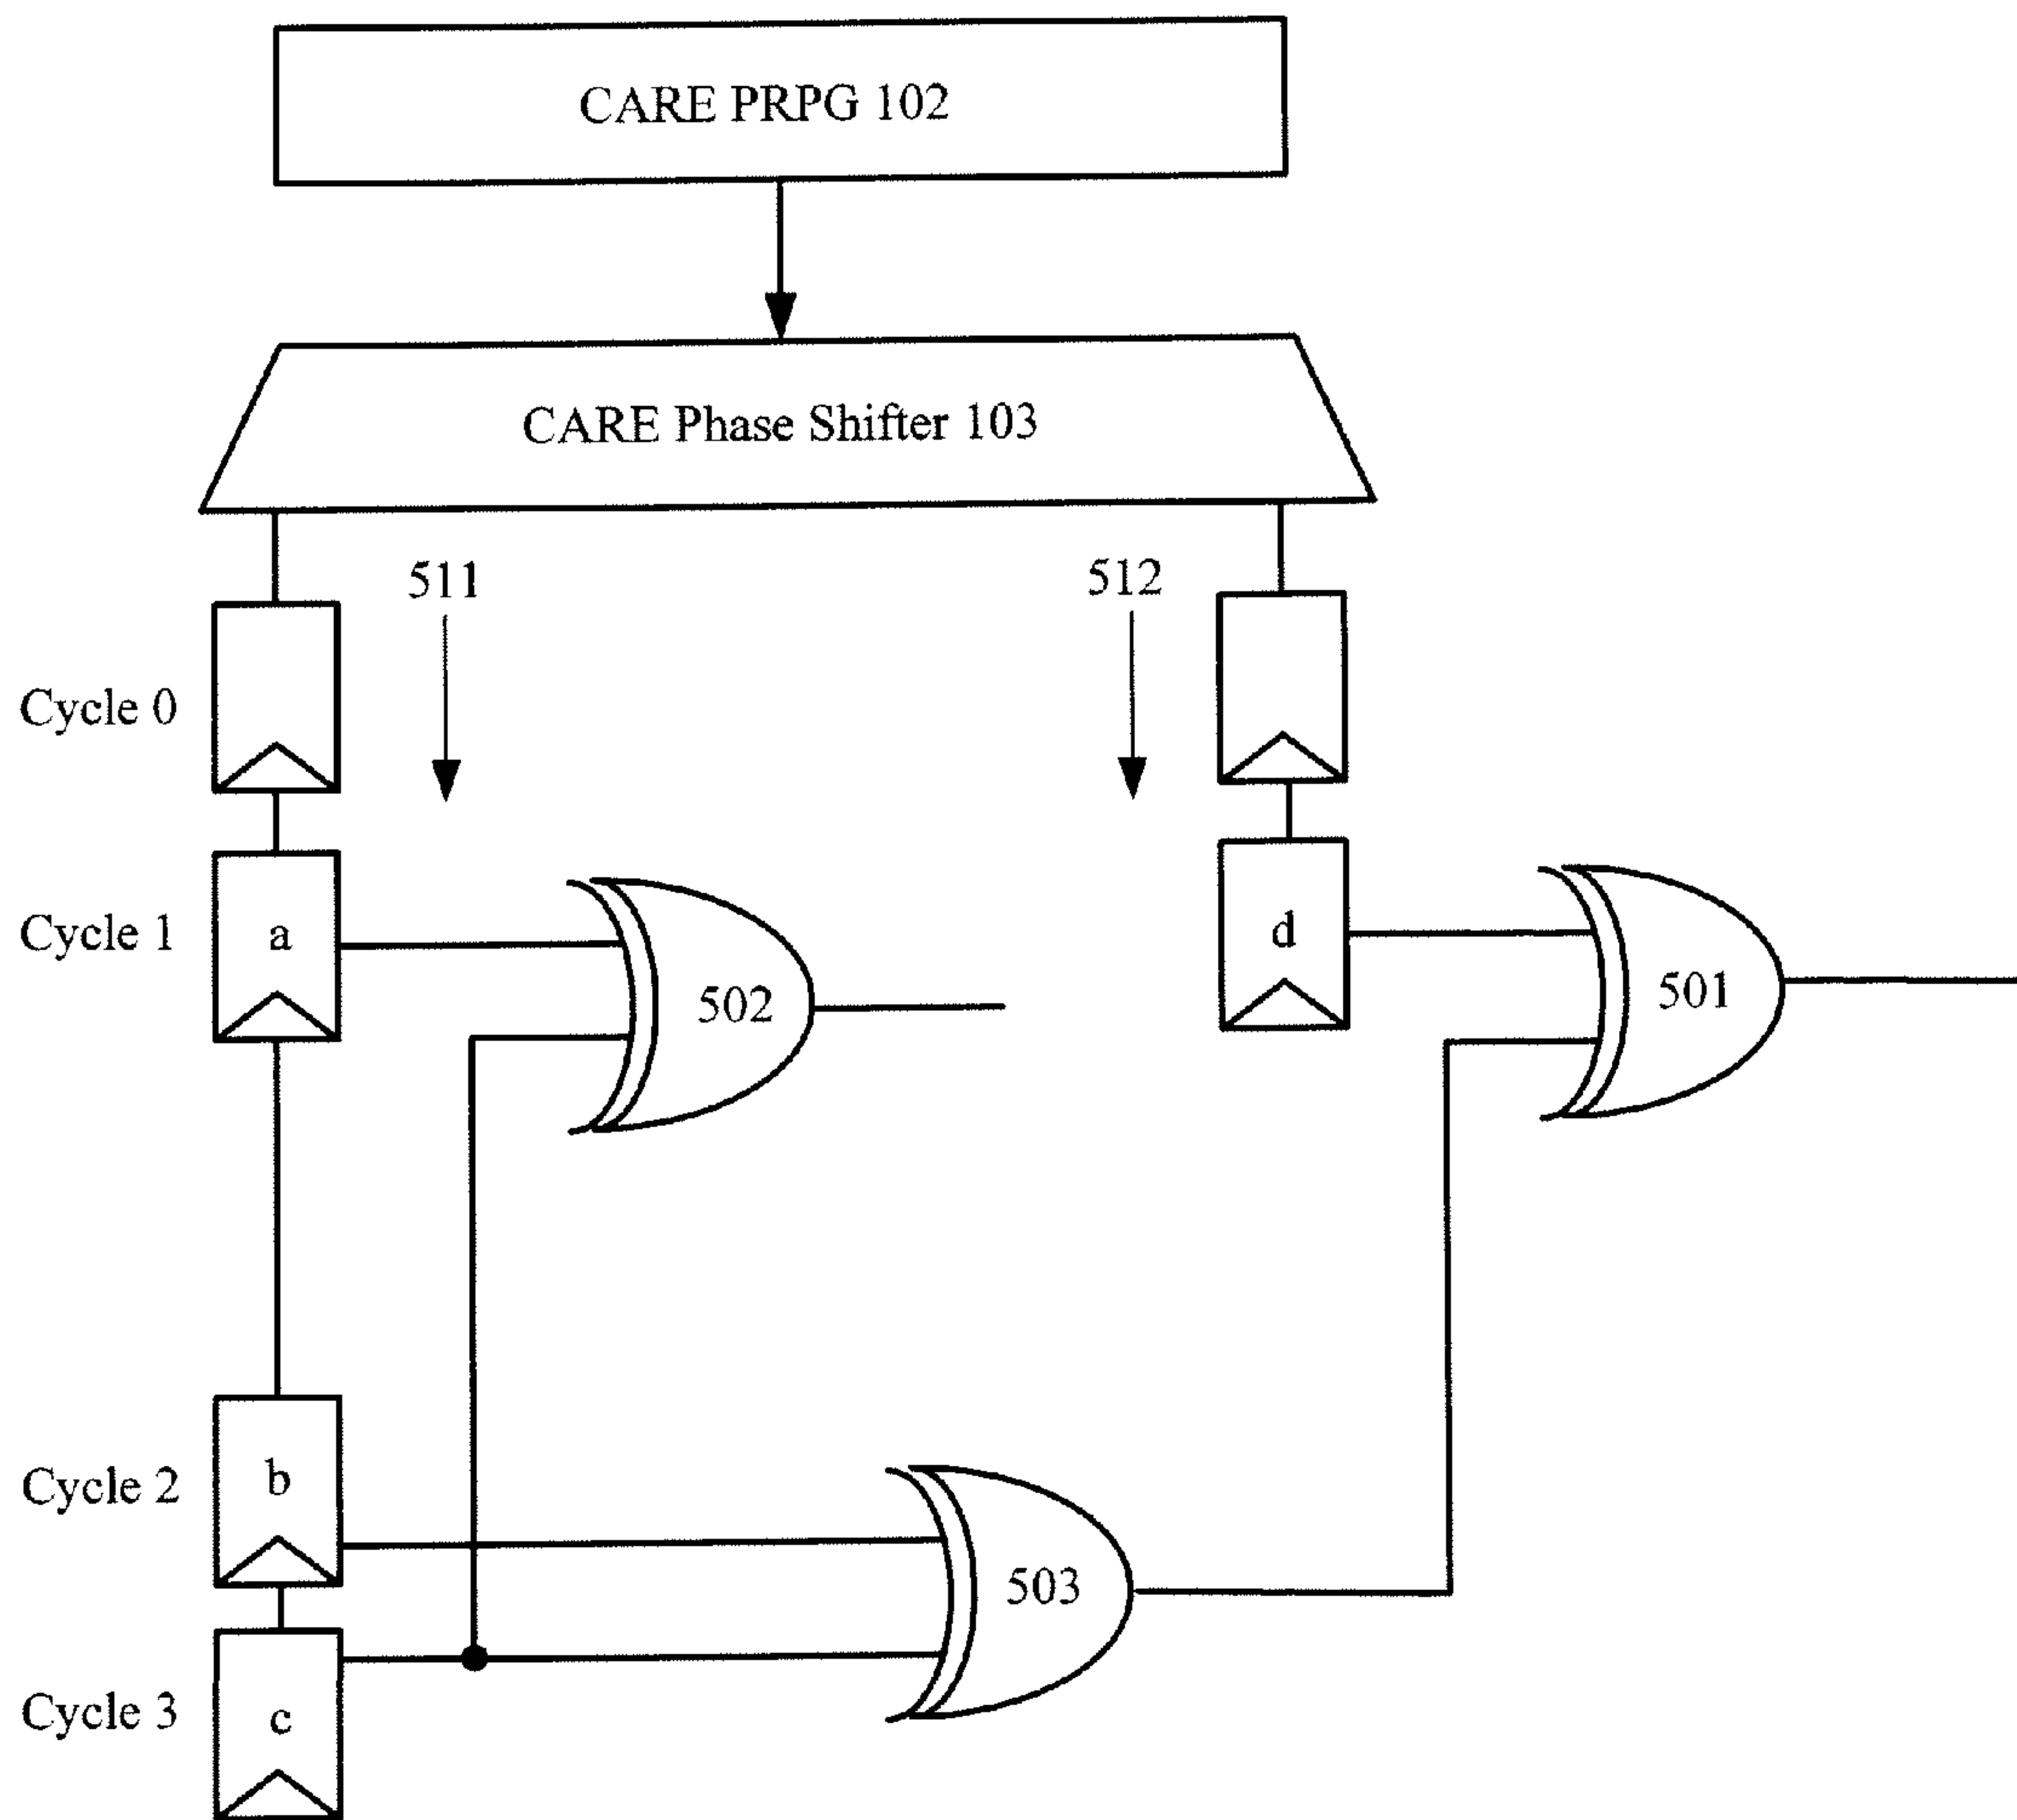 CARE PRPG 102
CARE Phase Shifter 103
511
512
Cycle 0
Cycle 1
a
502
d
501
Cycle 2
b
503
Cycle 3
c